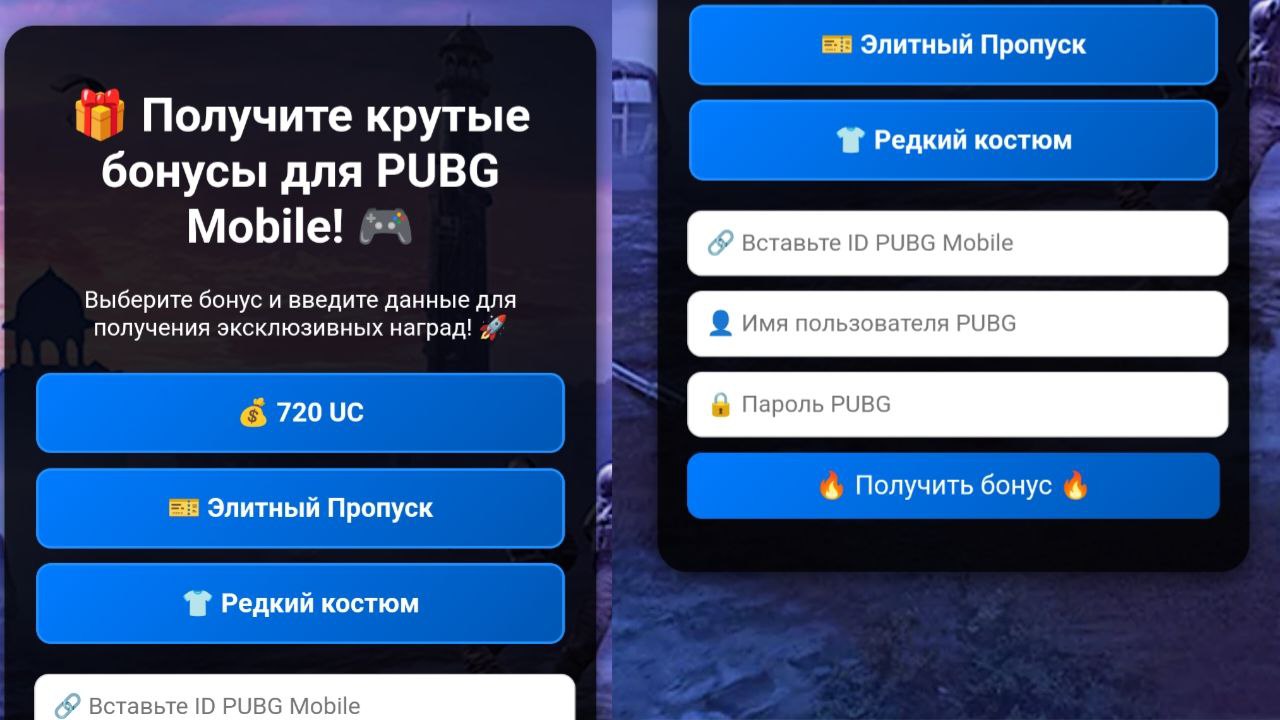 🎁 Получите крутые
бонусы для PUBG
Mobile! 🎮
Выберите бонус и введите данные для
получения эксклюзивных наград! 🚀
💰 720 UC
🎫 Элитный Пропуск
👕 Редкий костюм
🔗 Вставьте ID PUBG Mobile
🎫 Элитный Пропуск
👕 Редкий костюм
🔗 Вставьте ID PUBG Mobile
👤 Имя пользователя PUBG
🔒 Пароль PUBG
🔥 Получить бонус 🔥